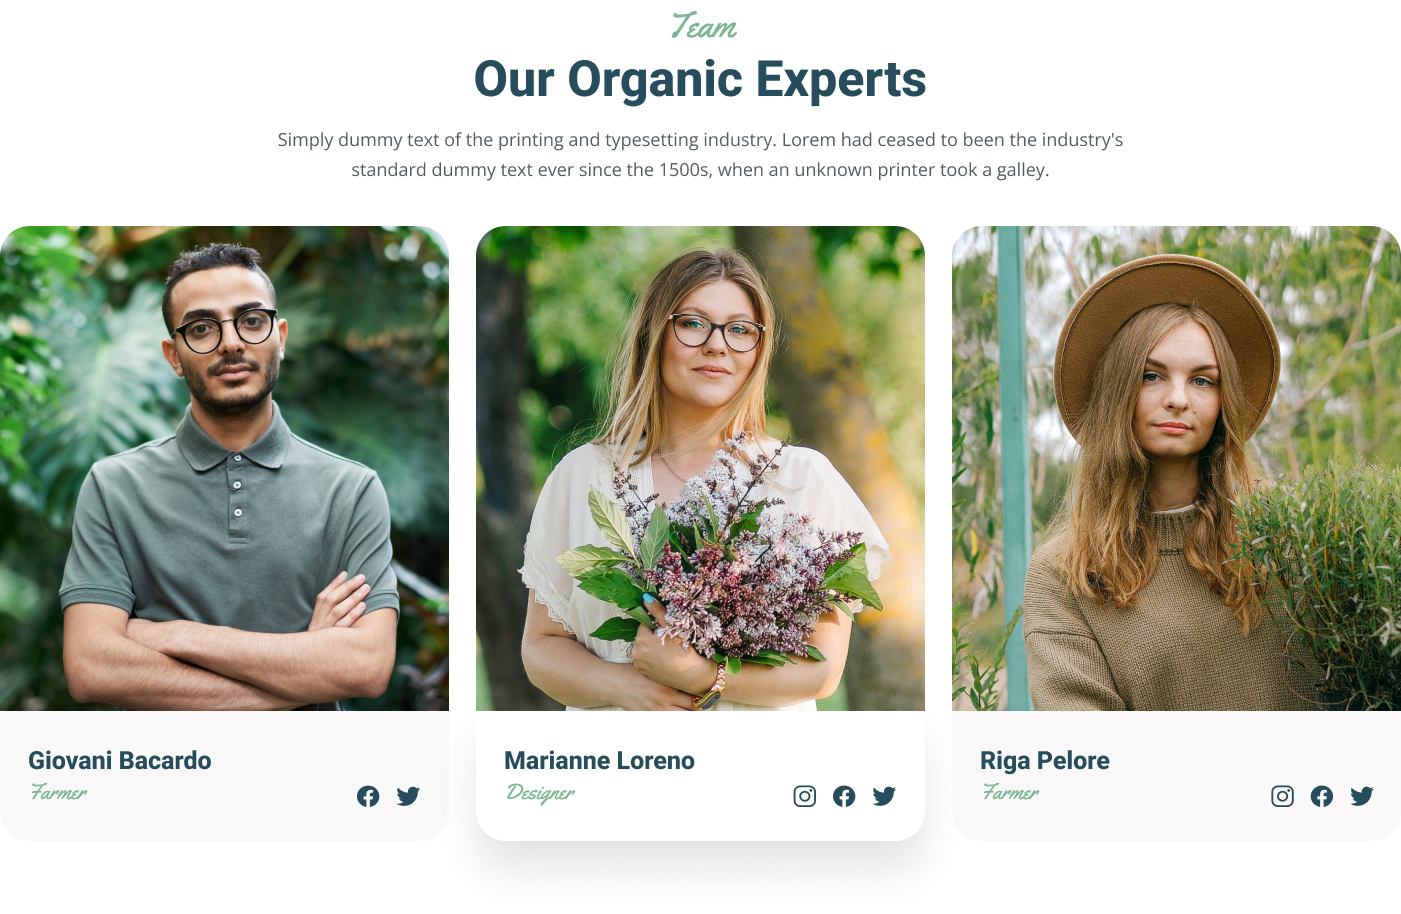 Team
Our Organic Experts
Simply dummy text of the printing and typesetting industry. Lorem had ceased to been the industry's
standard dummy text ever since the 1500s, when an unknown printer took a galley.
Giovani Bacardo
Farmer
Marianne Loreno
Designer
Riga Pelore
Farmer